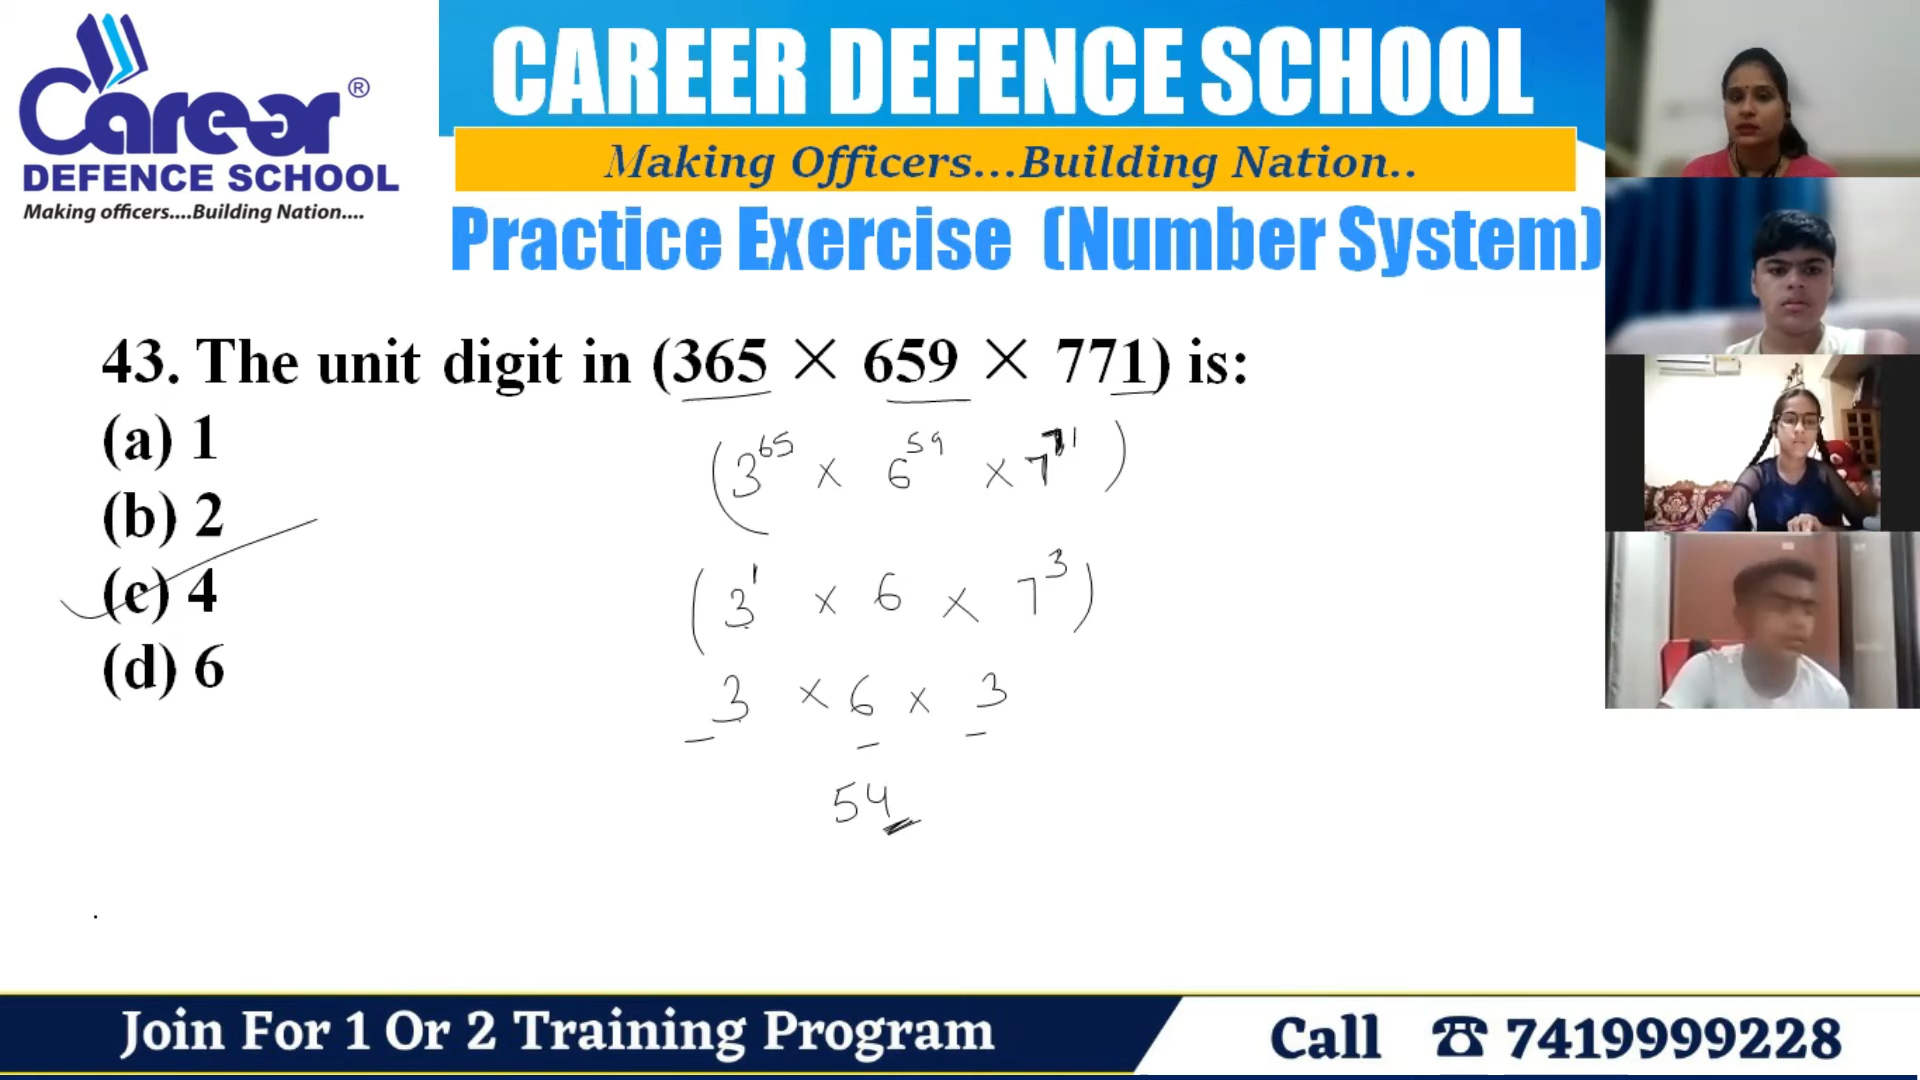 Career ®
DEFENCE SCHOOL
Making officers....Building Nation....
CAREER DEFENCE SCHOOL
Making Officers...Building Nation..
Practice Exercise (Number System)
43. The unit digit in (365 × 659 × 771) is:
(a) 1
(b) 2
(c) 4
(d) 6
(3^65 × 6^59 × 7^71)
(3^1 × 6 × 7^3)
3 × 6 × 3
54
Join For 1 Or 2 Training Program
Call ☎ 7419999228